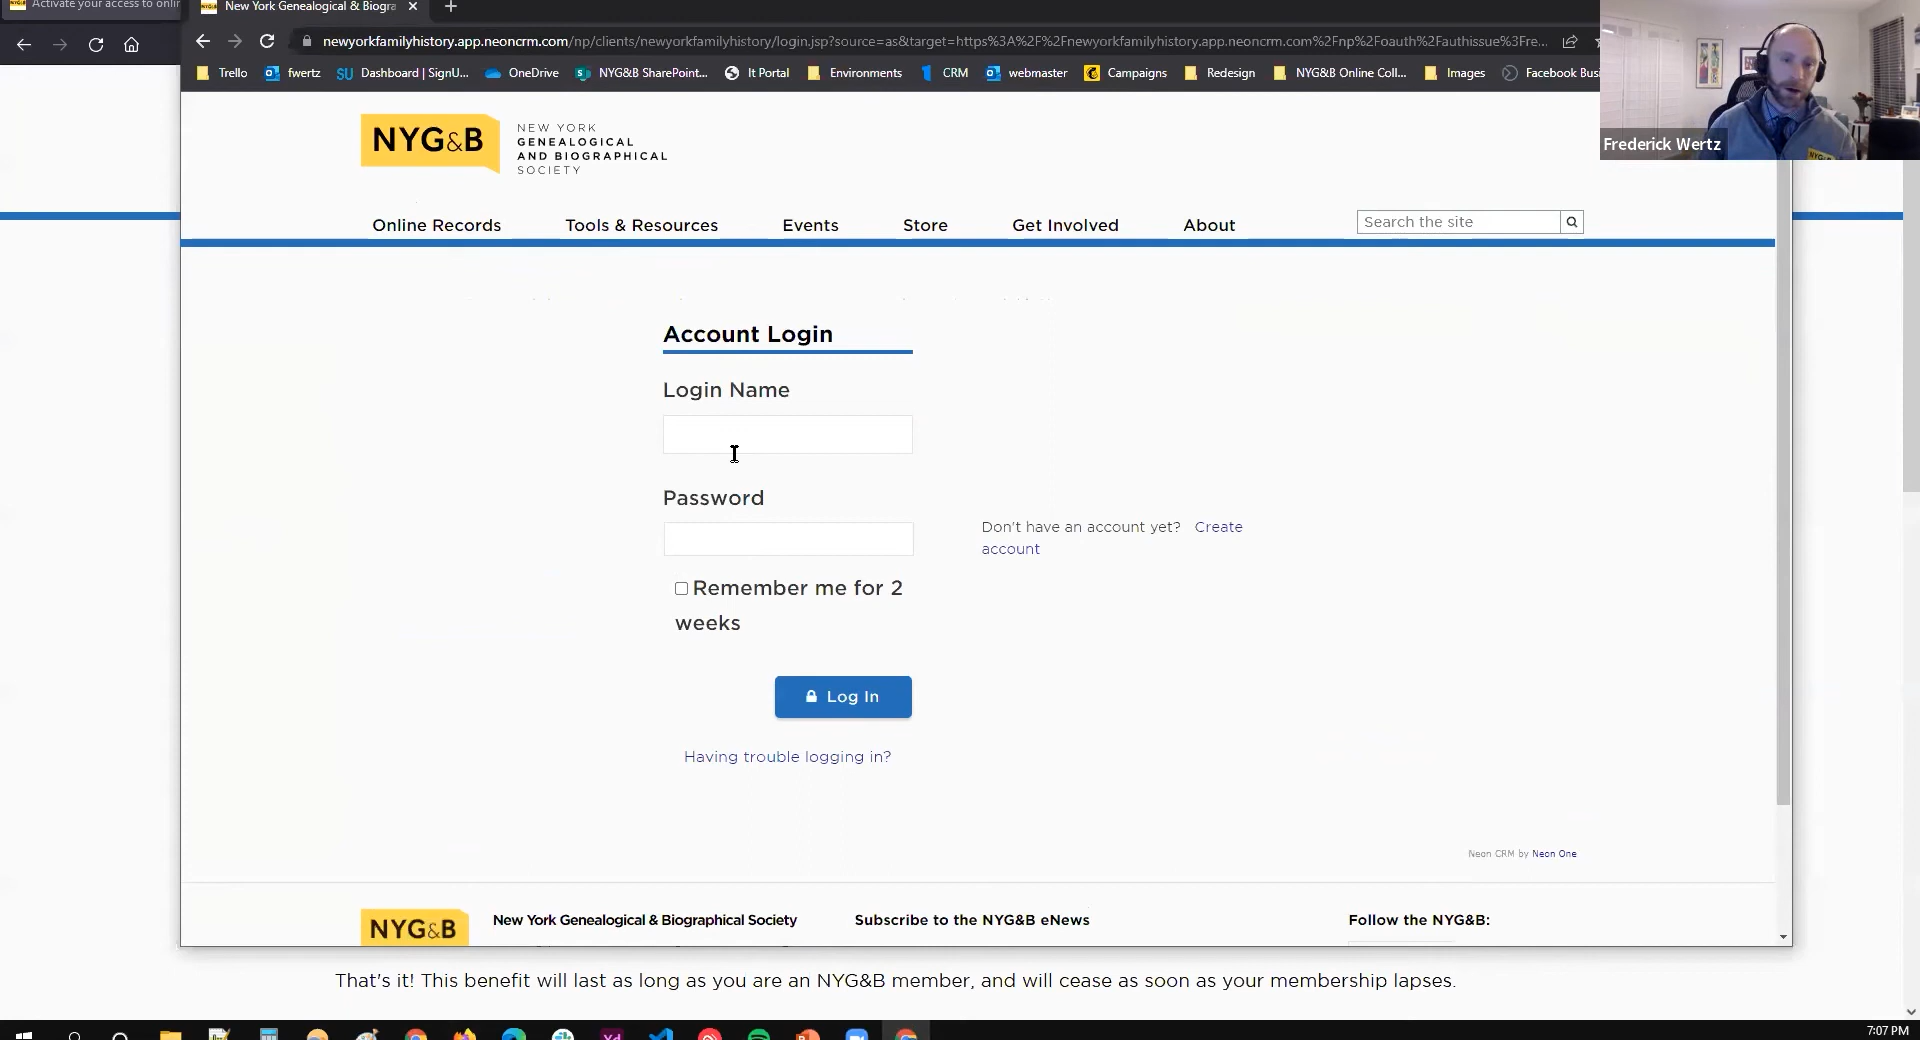 Activate your access to onlin
New York Genealogical & Biogra
newyorkfamilyhistory.app.neoncrm.com/np/clients/newyorkfamilyhistory/login.jsp?source=as&target=https%3A%2F%2Fnewyorkfamilyhistory.app.neoncrm.com%2Fnp%2Foauth%2Fauthissue%3Fre...
Trello fwertz Dashboard | SignU... OneDrive NYG&B SharePoint... It Portal Environments CRM webmaster Campaigns Redesign NYG&B Online Coll... Images Facebook Busi
Frederick Wertz
NYG&B
NEW YORK
GENEALOGICAL
AND BIOGRAPHICAL
SOCIETY
Online Records Tools & Resources Events Store Get Involved About Search the site
Account Login
Login Name
Password
Don't have an account yet? Create
account
Remember me for 2
weeks
Log In
Having trouble logging in?
Neon CRM by Neon One
NYG&B
New York Genealogical & Biographical Society
Subscribe to the NYG&B eNews
Follow the NYG&B:
That's it! This benefit will last as long as you are an NYG&B member, and will cease as soon as your membership lapses.
7:07 PM